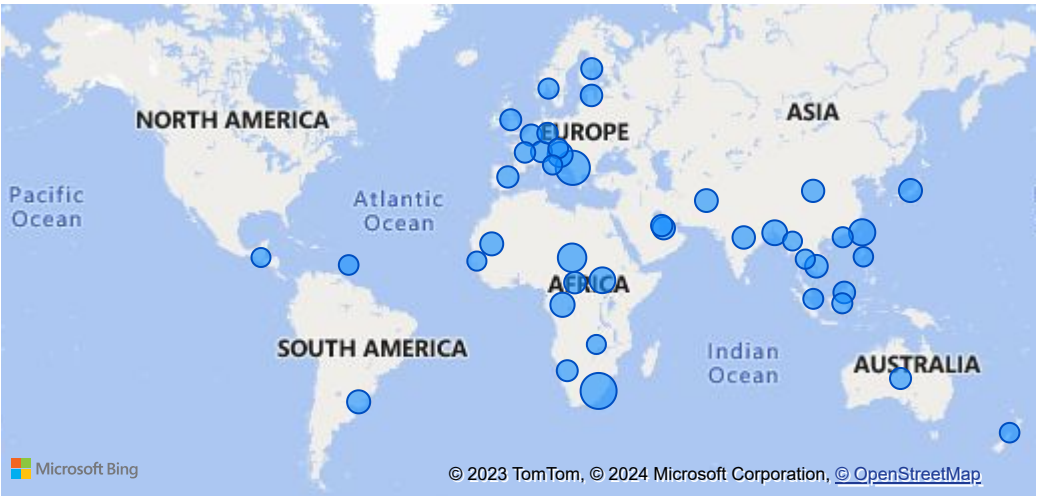 NORTH AMERICA
EUROPE
ASIA
Pacific
Ocean
Atlantic
Ocean
AFRICA
SOUTH AMERICA
Indian
Ocean
AUSTRALIA
Microsoft Bing
© 2023 TomTom, © 2024 Microsoft Corporation, © OpenStreetMap